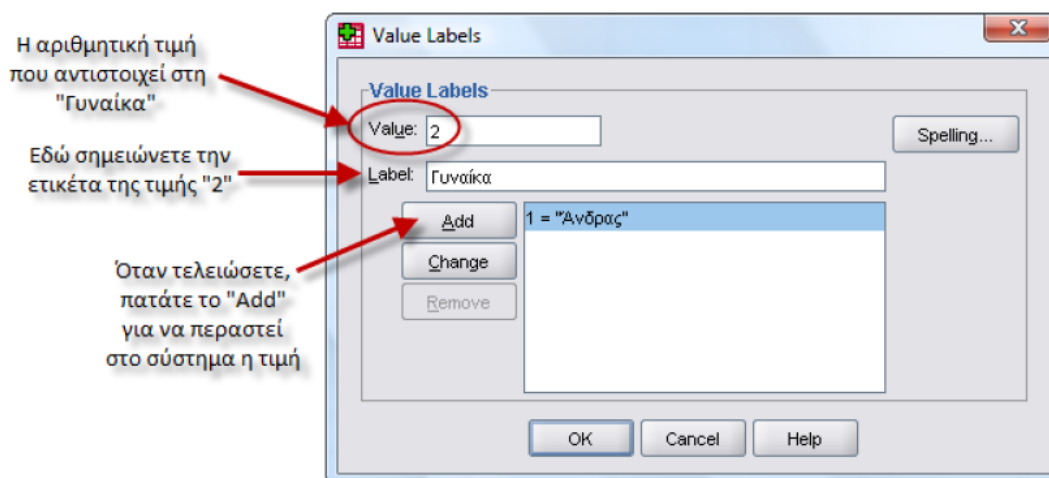 Η αριθμητική τιμή
που αντιστοιχεί στη
"Γυναίκα"
Εδώ σημειώνετε την
ετικέτα της τιμής "2"
Όταν τελειώσετε,
πατάτε το "Add"
για να περαστεί
στο σύστημα η τιμή
Value Labels
Value Labels
Value: 2
Spelling...
Label: Γυναίκα
Add
1 = "Άνδρας"
Change
Remove
OK
Cancel
Help